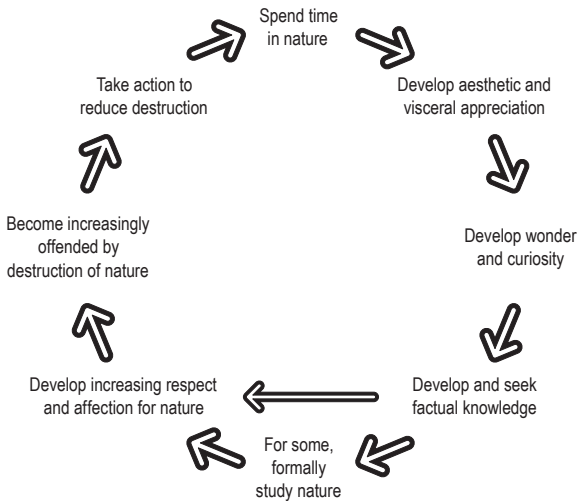 Spend time
in nature
Develop aesthetic and
visceral appreciation
Develop wonder
and curiosity
Develop and seek
factual knowledge
For some,
formally
study nature
Develop increasing respect
and affection for nature
Become increasingly
offended by
destruction of nature
Take action to
reduce destruction